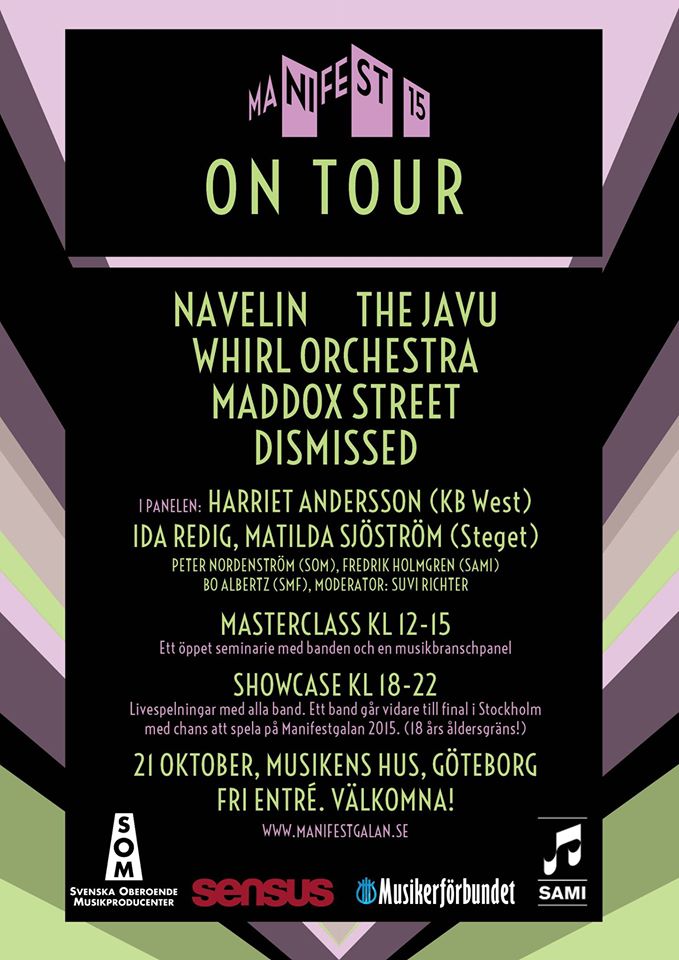 MANIFEST 15
ON TOUR
NAVELIN THE JAVU
WHIRL ORCHESTRA
MADDOX STREET
DISMISSED
I PANELEN: HARRIET ANDERSSON (KB West)
IDA REDIG, MATILDA SJÖSTRÖM (Steget)
PETER NORDENSTRÖM (SOM), FREDRIK HOLMGREN (SAMI)
BO ALBERTZ (SMF), MODERATOR: SUVI RICHTER
MASTERCLASS KL 12-15
Ett öppet seminarie med banden och en musikbranschpanel
SHOWCASE KL 18-22
Livespelningar med alla band. Ett band går vidare till final i Stockholm
med chans att spela på Manifestgalan 2015. (18 års åldersgräns!)
21 OKTOBER, MUSIKENS HUS, GÖTEBORG
FRI ENTRÉ. VÄLKOMNA!
WWW.MANIFESTGALAN.SE
SOM
SVENSKA OBEROENDE
MUSIKPRODUCENTER
sensus
Musikerförbundet
SAMI